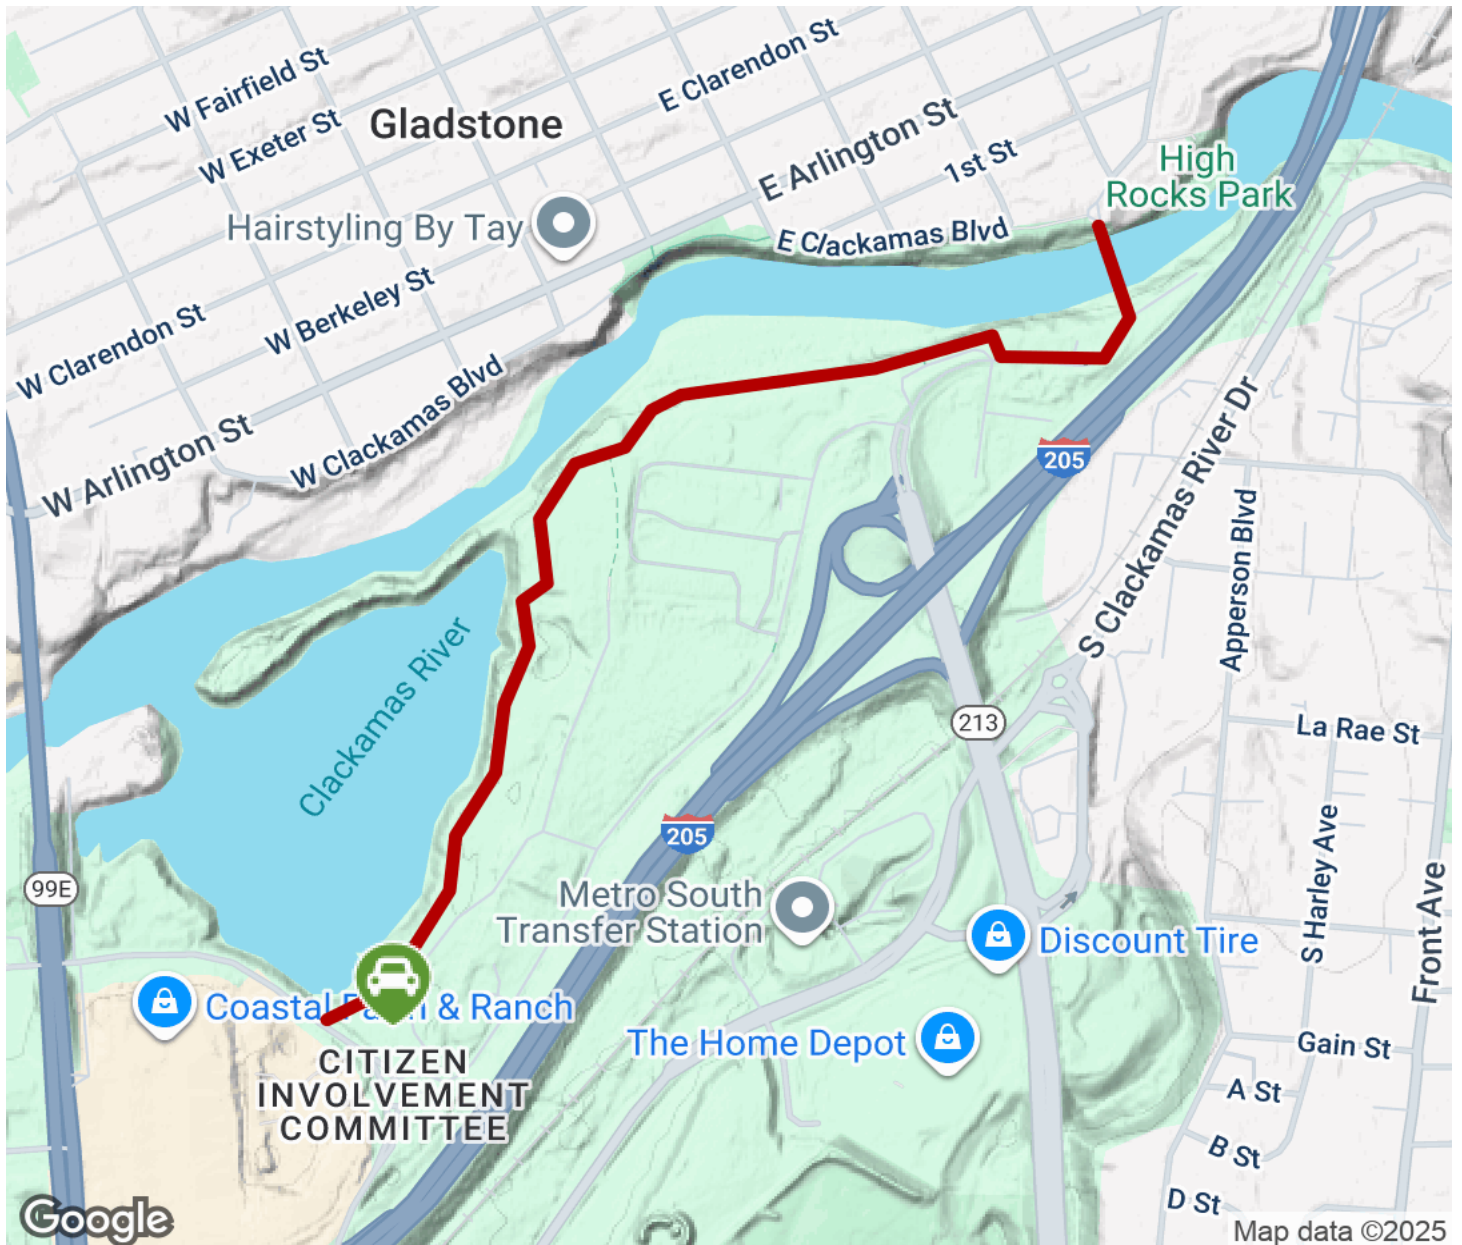 W Fairfield St
E Clarendon St
W Exeter St
Gladstone
E Arlington St
1st St
High
Rocks Park
Hairstyling By Tay
E Clackamas Blvd
W Berkeley St
W Clarendon St
W Clackamas Blvd
W Arlington St
205
S Clackamas River Dr
Apperson Blvd
Clackamas River
213
La Rae St
205
S Harley Ave
Front Ave
99E
Metro South
Transfer Station
Discount Tire
Coastal Farm & Ranch
The Home Depot
Gain St
CITIZEN
INVOLVEMENT
COMMITTEE
A St
B St
D St
Google
Map data ©2025